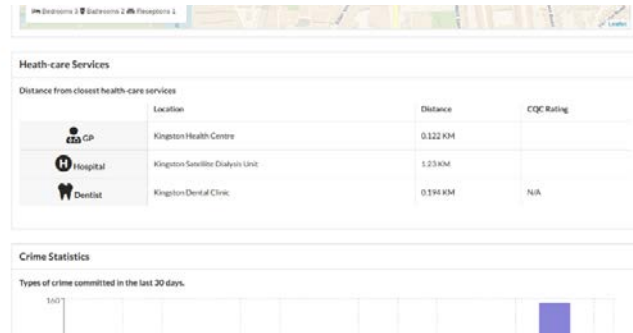 Bedrooms 3 Bathrooms 2 Receptions 1
Leaflet
Heath-care Services
Distance from closest health-care services
Location Distance CQC Rating
GP Kingston Health Centre 0.122 KM
Hospital Kingston Satellite Dialysis Unit 1.23 KM
Dentist Kingston Dental Clinic 0.194 KM N/A
Crime Statistics
Types of crime committed in the last 30 days.
160